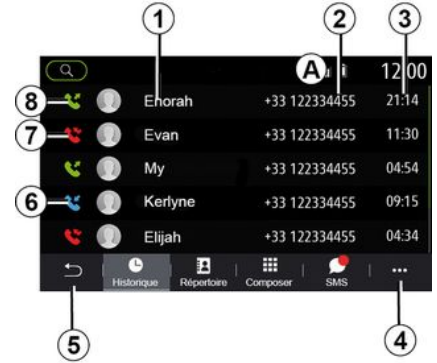 1 2 3
A 12:00
8 Enorah +33 122334455 21:14
7 Evan +33 122334455 11:30
My +33 122334455 04:54
6 Kerlyne +33 122334455 09:15
Elijah +33 122334455 04:34
Historique Répertoire Composer SMS
5 4